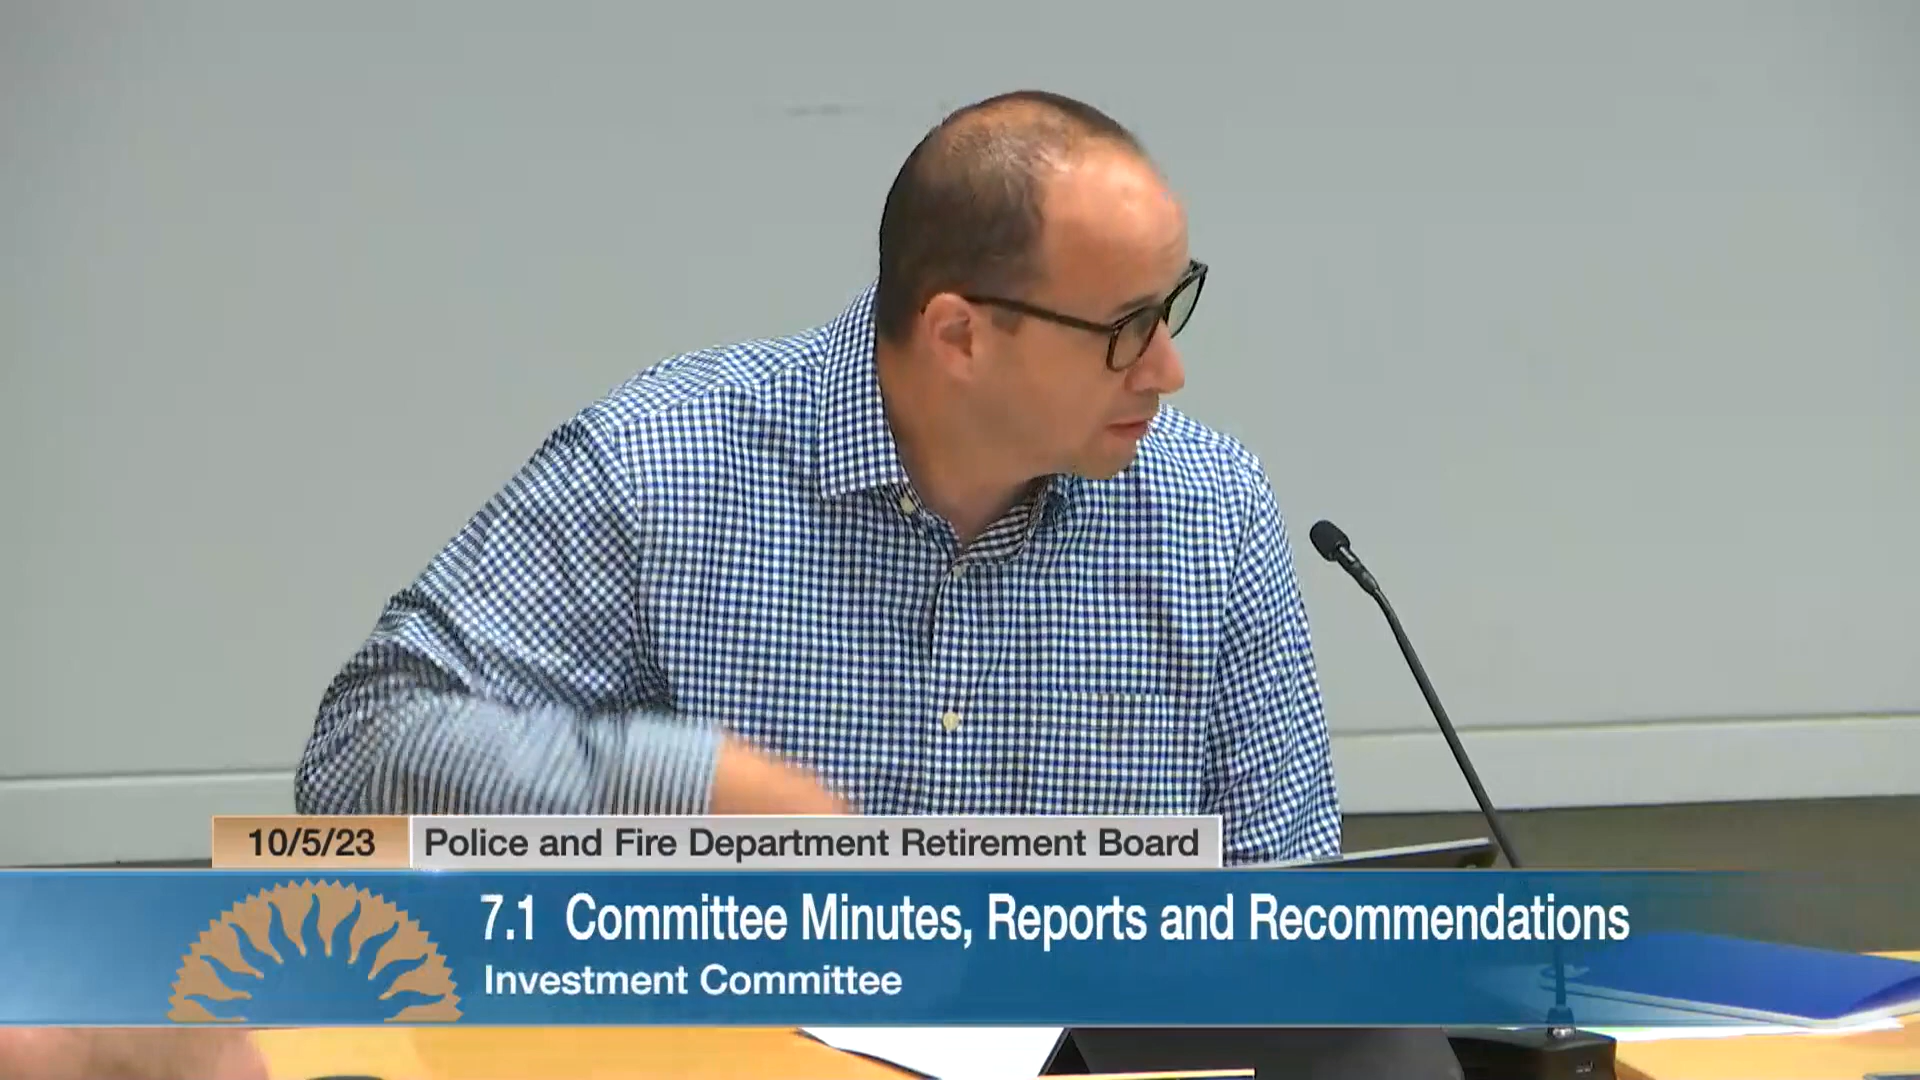 10/5/23 Police and Fire Department Retirement Board
7.1 Committee Minutes, Reports and Recommendations
Investment Committee